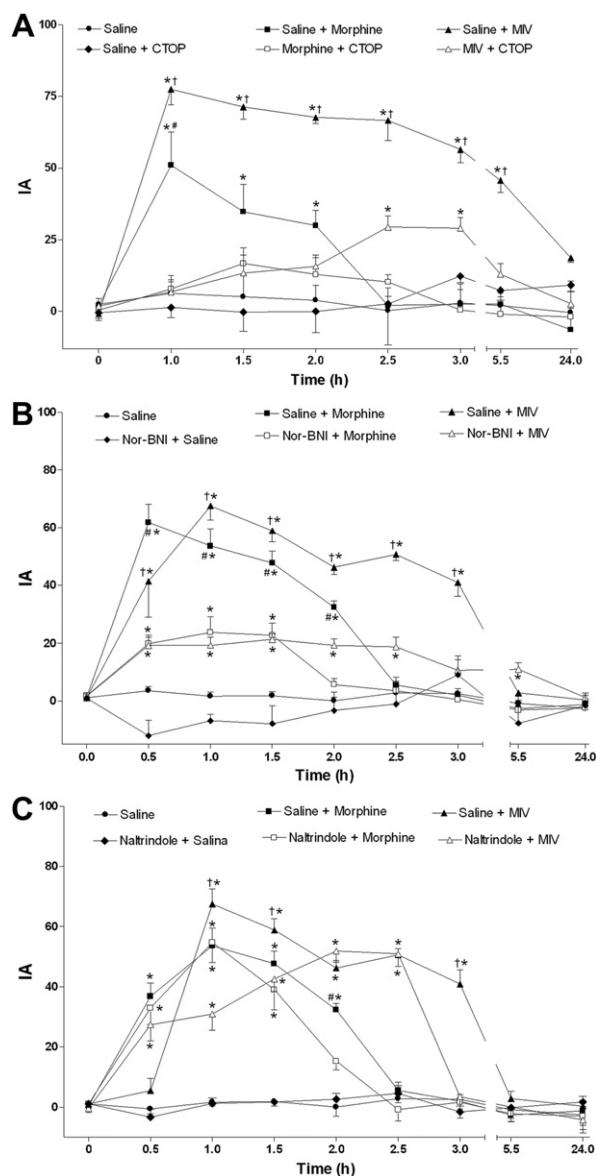 A
Saline
Saline + Morphine
Saline + MIV
Saline + CTOP
Morphine + CTOP
MIV + CTOP
100
75
50
25
0
IA
*†
*#
*†
*
*†
*
*†
*
*†
*
*†
0 1.0 1.5 2.0 2.5 3.0 5.5 24.0
Time (h)
B
Saline
Saline + Morphine
Saline + MIV
Nor-BNI + Saline
Nor-BNI + Morphine
Nor-BNI + MIV
100
80
60
40
20
0
IA
#*
†*
*
*
†*
#*
*
*
†*
#*
*
*
†*
#*
*
†*
*
†*
*
0.0 0.5 1.0 1.5 2.0 2.5 3.0 5.5 24.0
Time (h)
C
Saline
Saline + Morphine
Saline + MIV
Naltrindole + Salina
Naltrindole + Morphine
Naltrindole + MIV
100
80
60
40
20
0
IA
*
*
*
†*
*
*
*
†*
*
*
*
*
*
#*
*
*
†*
0 0.5 1.0 1.5 2.0 2.5 3.0 5.5 24.0
Time (h)